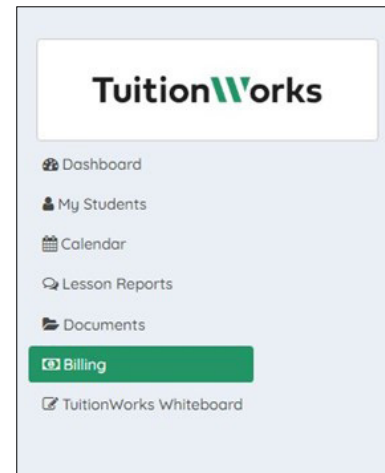 TuitionWorks
Dashboard
My Students
Calendar
Lesson Reports
Documents
Billing
TuitionWorks Whiteboard